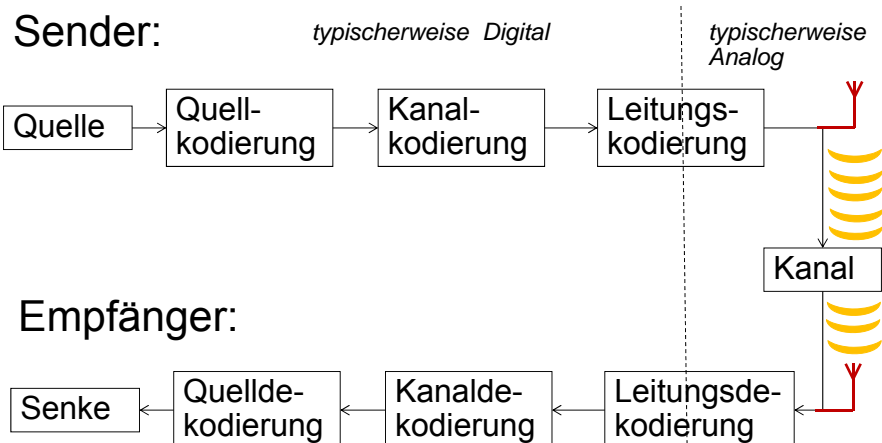 Sender:
typischerweise Digital
typischerweise
Analog
Quelle
Quell-
kodierung
Kanal-
kodierung
Leitungs-
kodierung
Kanal
Empfänger:
Senke
Quellde-
kodierung
Kanalde-
kodierung
Leitungsde-
kodierung